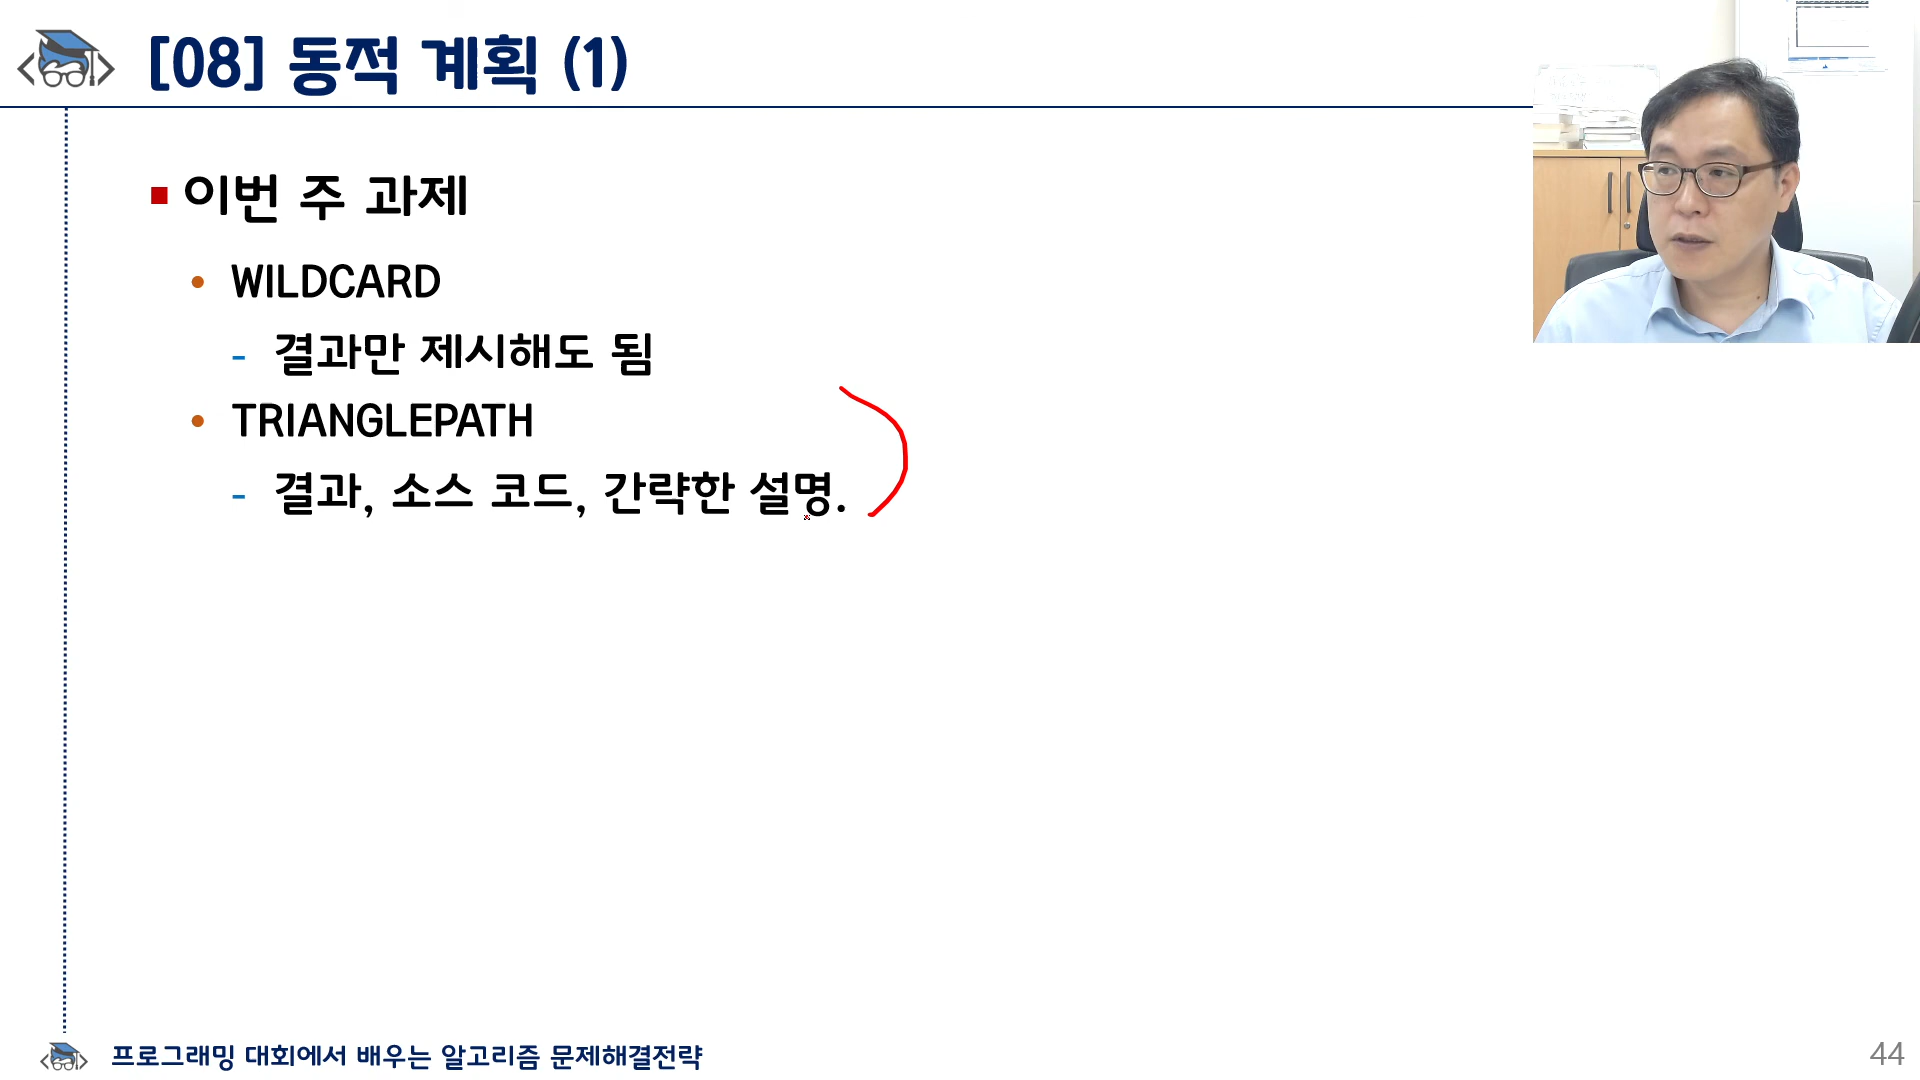 [08] 동적 계획 (1)
이번 주 과제
WILDCARD
- 결과만 제시해도 됨
TRIANGLEPATH
- 결과, 소스 코드, 간략한 설명.
프로그래밍 대회에서 배우는 알고리즘 문제해결전략
44